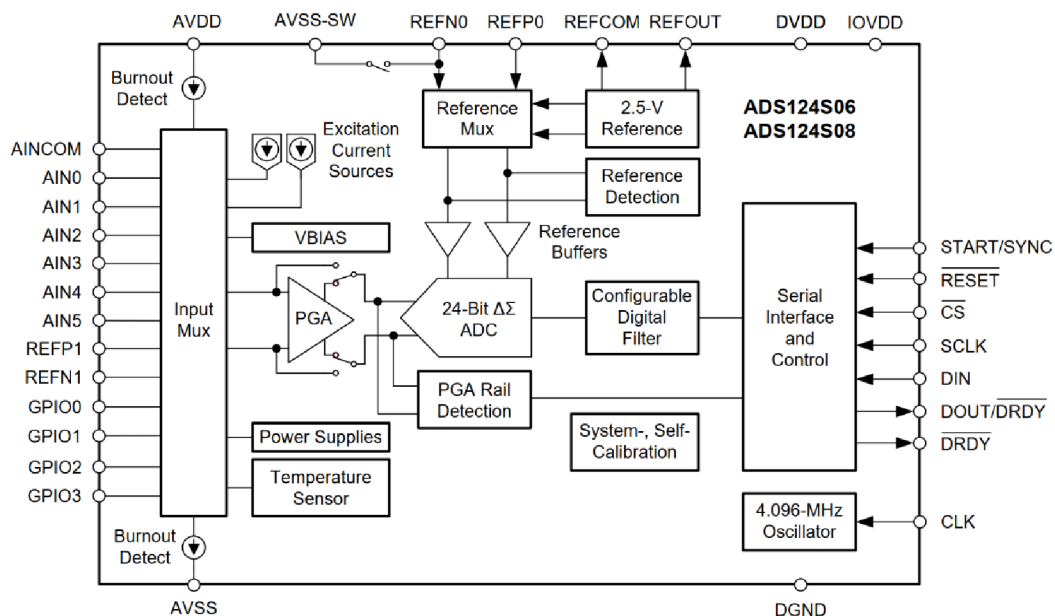 AVDD
AVSS-SW
REFN0
REFP0
REFCOM
REFOUT
DVDD
IOVDD
Burnout
Detect
Excitation
Current
Sources
Reference
Mux
2.5-V
Reference
ADS124S06
ADS124S08
AINCOM
AIN0
AIN1
AIN2
AIN3
AIN4
AIN5
REFP1
REFN1
GPIO0
GPIO1
GPIO2
GPIO3
Input
Mux
VBIAS
PGA
Reference
Detection
Reference
Buffers
24-Bit ΔΣ
ADC
Configurable
Digital
Filter
PGA Rail
Detection
System-, Self-
Calibration
Power Supplies
Temperature
Sensor
Serial
Interface
and
Control
START/SYNC
RESET
CS
SCLK
DIN
DOUT/DRDY
DRDY
4.096-MHz
Oscillator
CLK
Burnout
Detect
AVSS
DGND